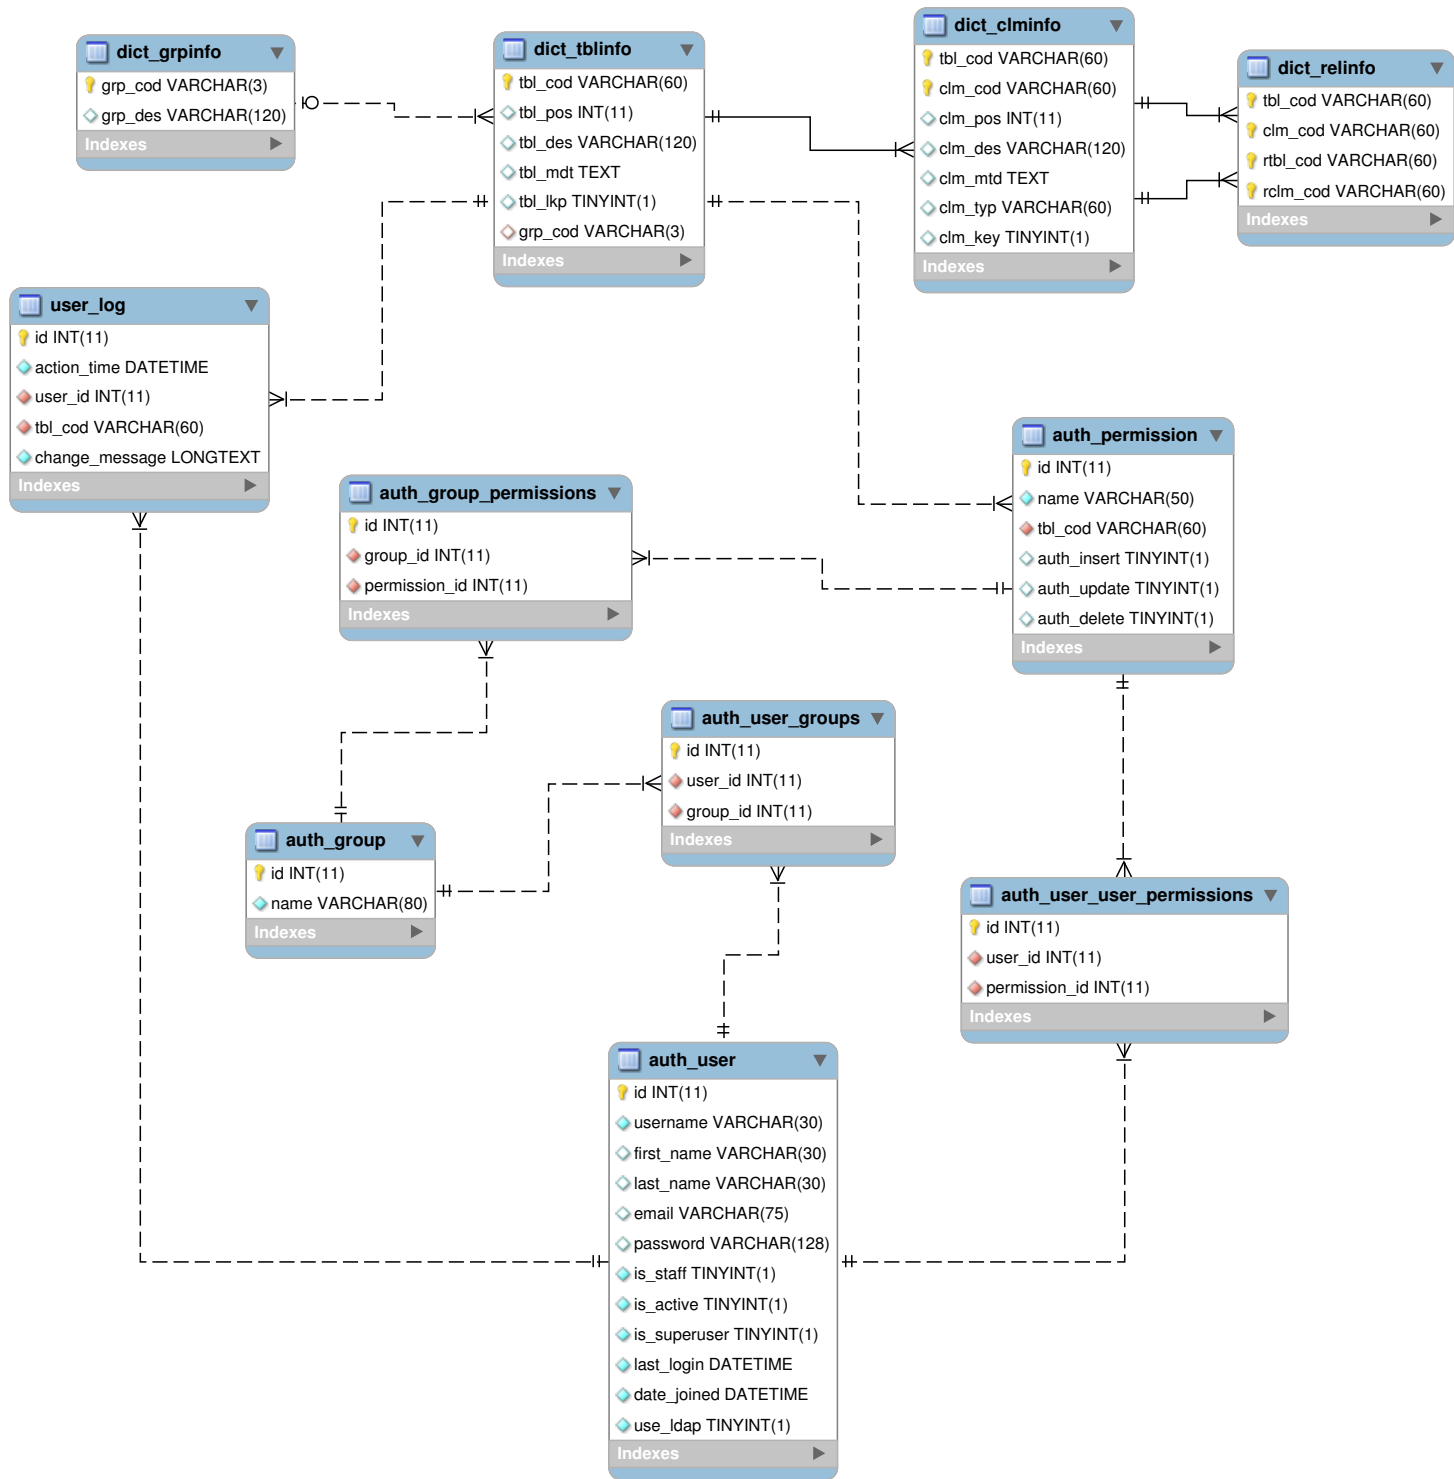 dict_grpinfo
grp_cod VARCHAR(3)
grp_des VARCHAR(120)
Indexes
dict_tblinfo
tbl_cod VARCHAR(60)
tbl_pos INT(11)
tbl_des VARCHAR(120)
tbl_mdt TEXT
tbl_lkp TINYINT(1)
grp_cod VARCHAR(3)
Indexes
dict_clminfo
tbl_cod VARCHAR(60)
clm_cod VARCHAR(60)
clm_pos INT(11)
clm_des VARCHAR(120)
clm_mtd TEXT
clm_typ VARCHAR(60)
clm_key TINYINT(1)
Indexes
dict_relinfo
tbl_cod VARCHAR(60)
clm_cod VARCHAR(60)
rtbl_cod VARCHAR(60)
rclm_cod VARCHAR(60)
Indexes
user_log
id INT(11)
action_time DATETIME
user_id INT(11)
tbl_cod VARCHAR(60)
change_message LONGTEXT
Indexes
auth_permission
id INT(11)
name VARCHAR(50)
tbl_cod VARCHAR(60)
auth_insert TINYINT(1)
auth_update TINYINT(1)
auth_delete TINYINT(1)
Indexes
auth_group_permissions
id INT(11)
group_id INT(11)
permission_id INT(11)
Indexes
auth_user_groups
id INT(11)
user_id INT(11)
group_id INT(11)
Indexes
auth_group
id INT(11)
name VARCHAR(80)
Indexes
auth_user_user_permissions
id INT(11)
user_id INT(11)
permission_id INT(11)
Indexes
auth_user
id INT(11)
username VARCHAR(30)
first_name VARCHAR(30)
last_name VARCHAR(30)
email VARCHAR(75)
password VARCHAR(128)
is_staff TINYINT(1)
is_active TINYINT(1)
is_superuser TINYINT(1)
last_login DATETIME
date_joined DATETIME
use_ldap TINYINT(1)
Indexes